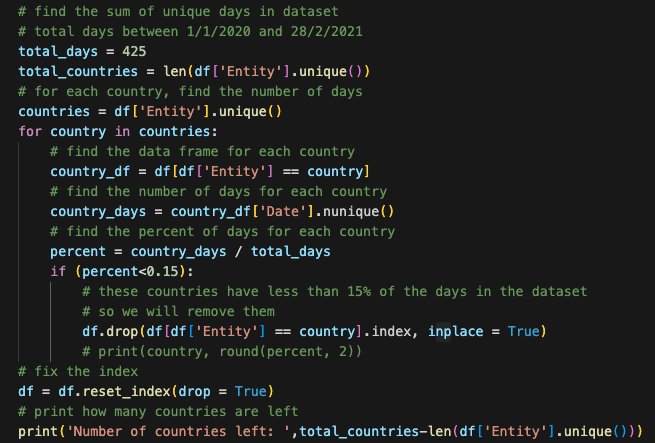 # find the sum of unique days in dataset
# total days between 1/1/2020 and 28/2/2021
total_days = 425
total_countries = len(df['Entity'].unique())
# for each country, find the number of days
countries = df['Entity'].unique()
for country in countries:
    # find the data frame for each country
    country_df = df[df['Entity'] == country]
    # find the number of days for each country
    country_days = country_df['Date'].nunique()
    # find the percent of days for each country
    percent = country_days / total_days
    if (percent<0.15):
        # these countries have less than 15% of the days in the dataset
        # so we will remove them
        df.drop(df[df['Entity'] == country].index, inplace = True)
        # print(country, round(percent, 2))
# fix the index
df = df.reset_index(drop = True)
# print how many countries are left
print('Number of countries left: ',total_countries-len(df['Entity'].unique()))